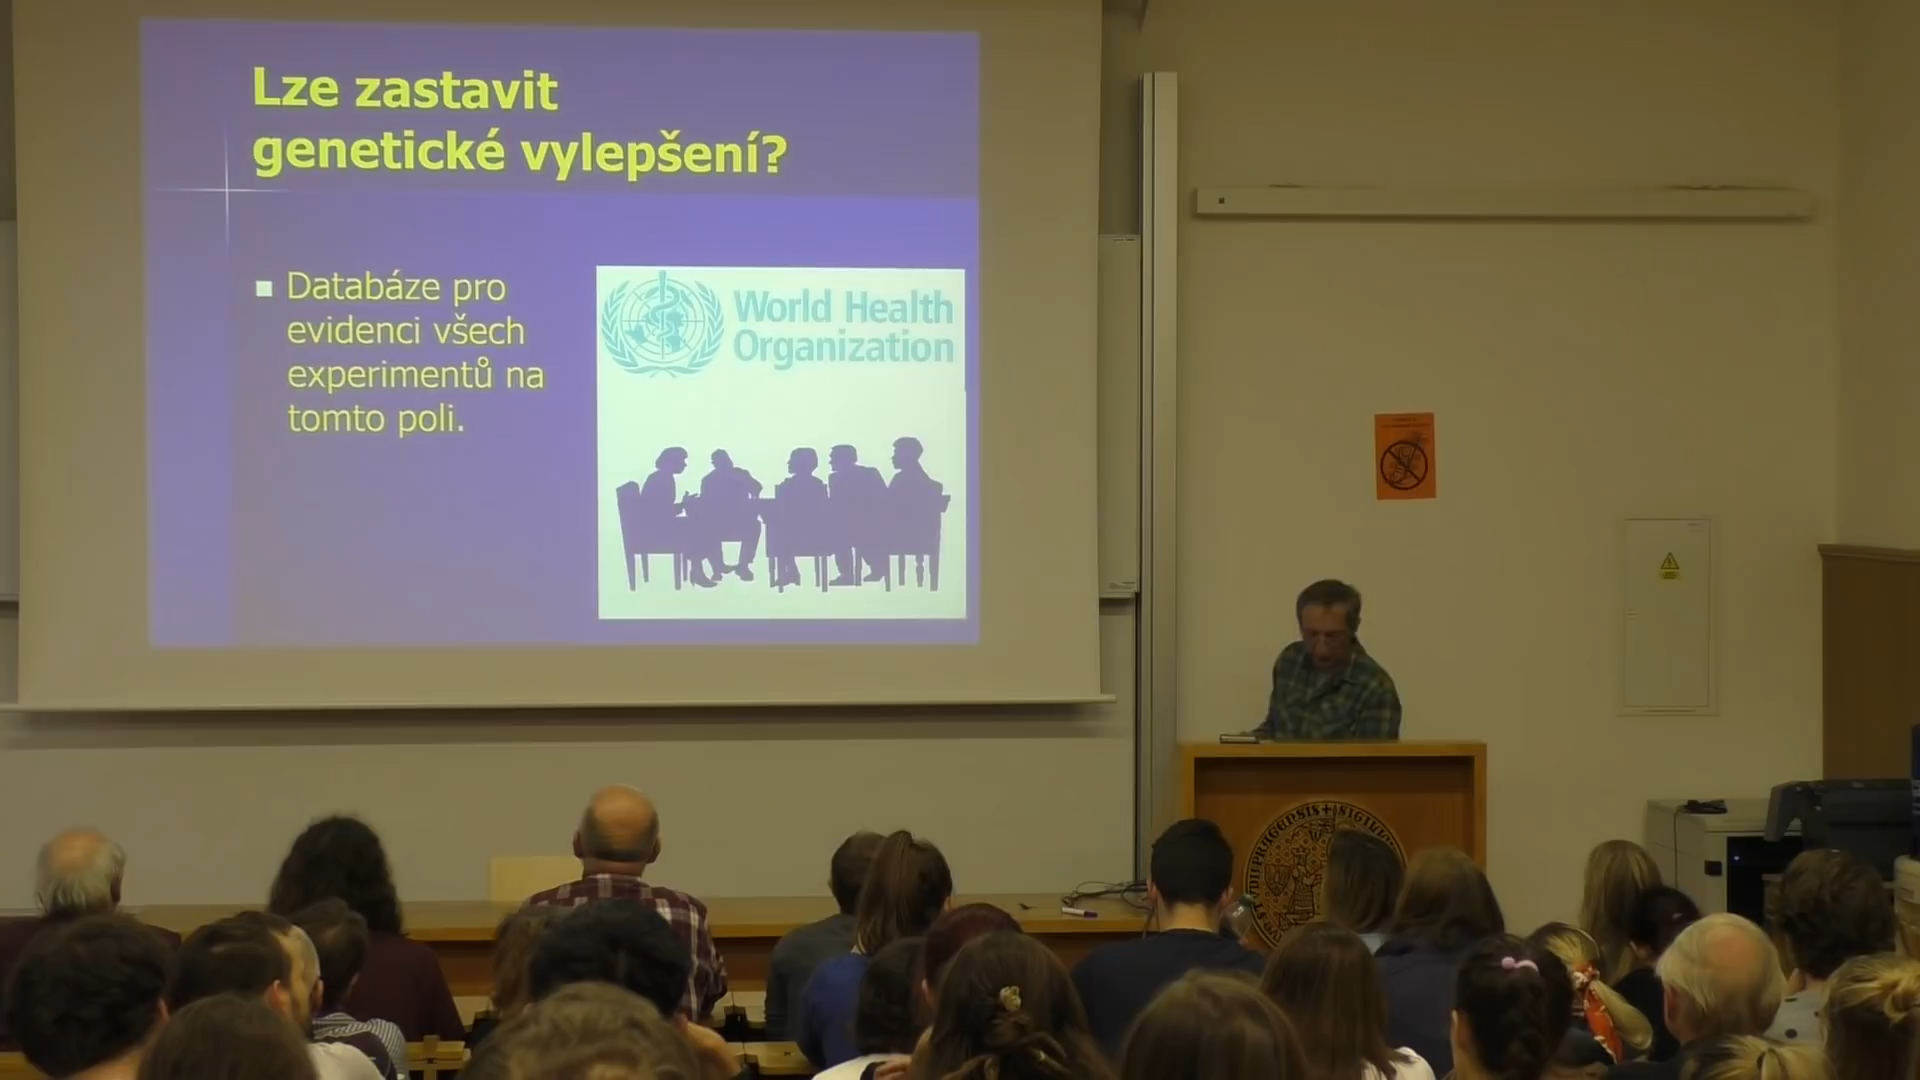 Lze zastavit
genetické vylepšení?
Databáze pro
evidenci všech
experimentů na
tomto poli.
World Health
Organization